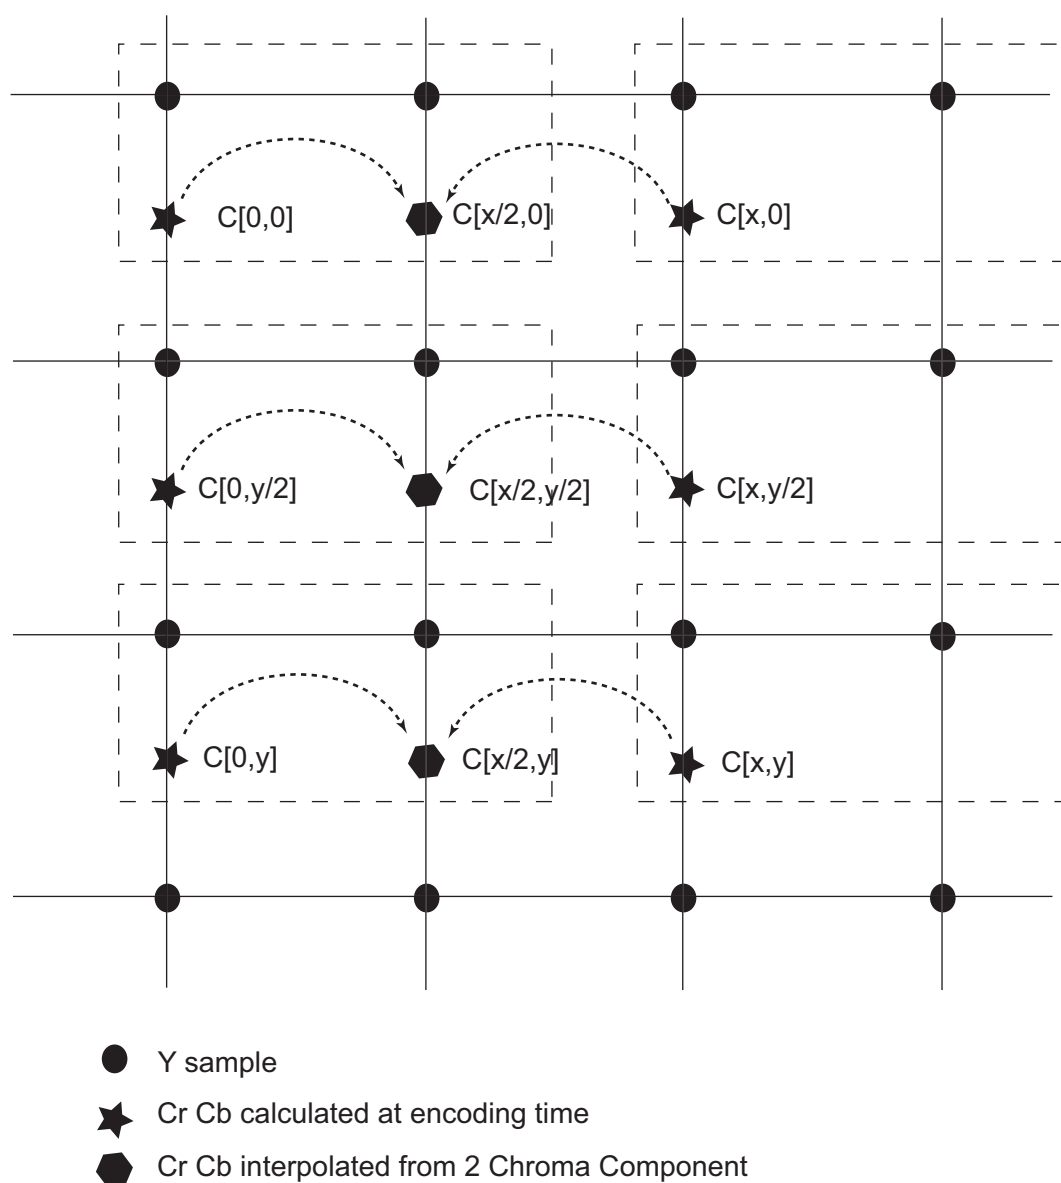 C[0,0] C[x/2,0] C[x,0]
C[0,y/2] C[x/2,y/2] C[x,y/2]
C[0,y] C[x/2,y] C[x,y]
Y sample
Cr Cb calculated at encoding time
Cr Cb interpolated from 2 Chroma Component